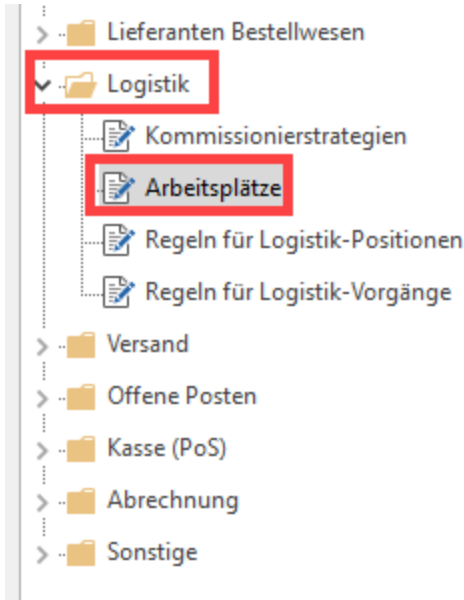 Lieferanten Bestellwesen
Logistik
Kommissionierstrategien
Arbeitsplätze
Regeln für Logistik-Positionen
Regeln für Logistik-Vorgänge
Versand
Offene Posten
Kasse (PoS)
Abrechnung
Sonstige